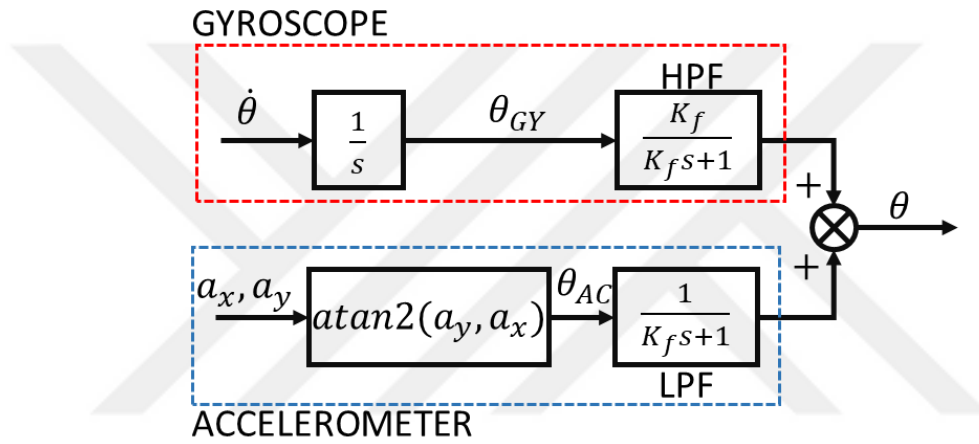 GYROSCOPE
HPF
θ̇
1/s
θ_GY
K_f/(K_f s+1)
+
θ
+
a_x, a_y
atan2(a_y, a_x)
θ_AC
1/(K_f s+1)
LPF
ACCELEROMETER